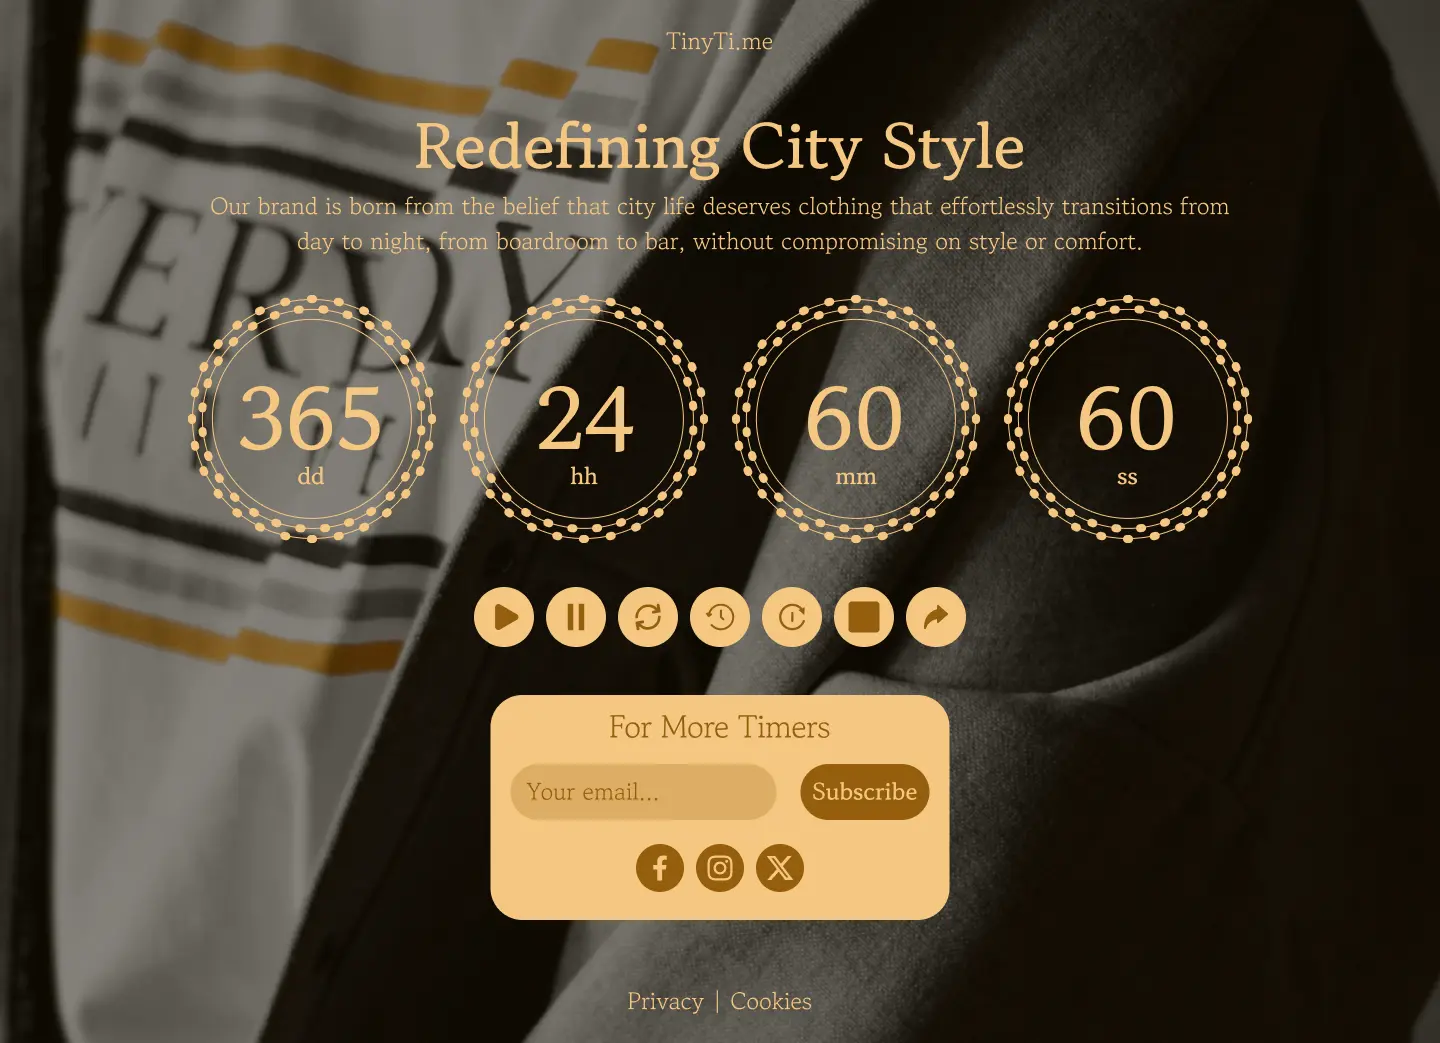 TinyTi.me
Redefining City Style
Our brand is born from the belief that city life deserves clothing that effortlessly transitions from
day to night, from boardroom to bar, without compromising on style or comfort.
365
dd
24
hh
60
mm
60
ss
For More Timers
Your email...
Subscribe
Privacy | Cookies